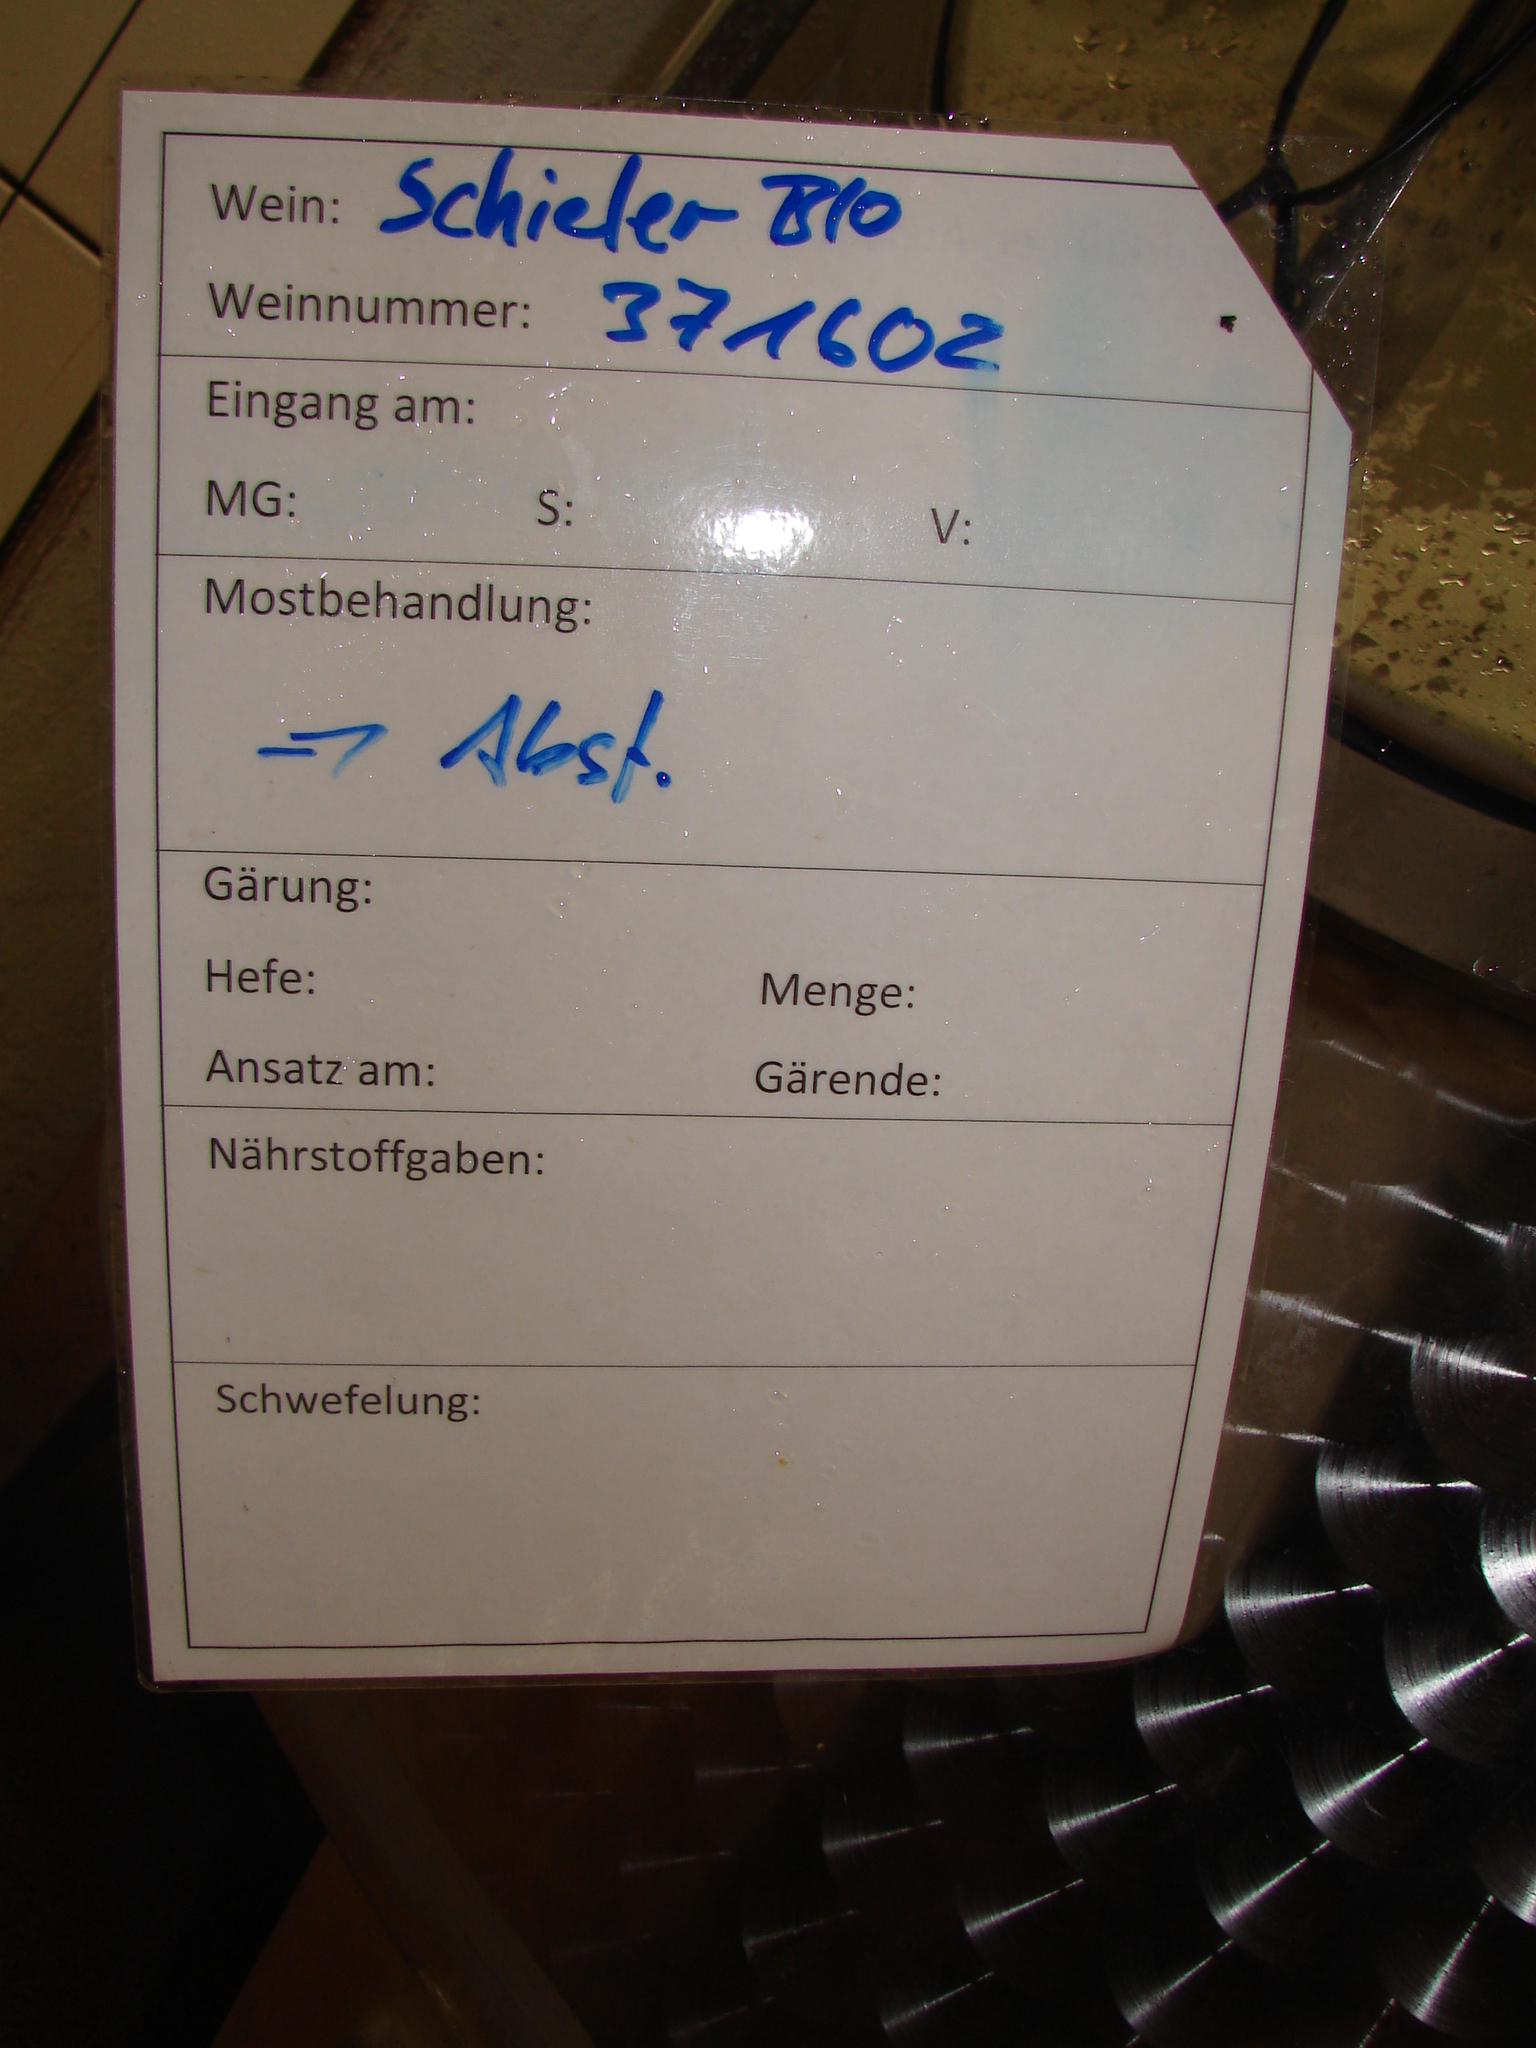 Wein: Schieler BIO
Weinnummer: 371602
Eingang am:
MG: S: V:
Mostbehandlung:
→ Abst.
Gärung:
Hefe: Menge:
Ansatz am: Gärende:
Nährstoffgaben:
Schwefelung: